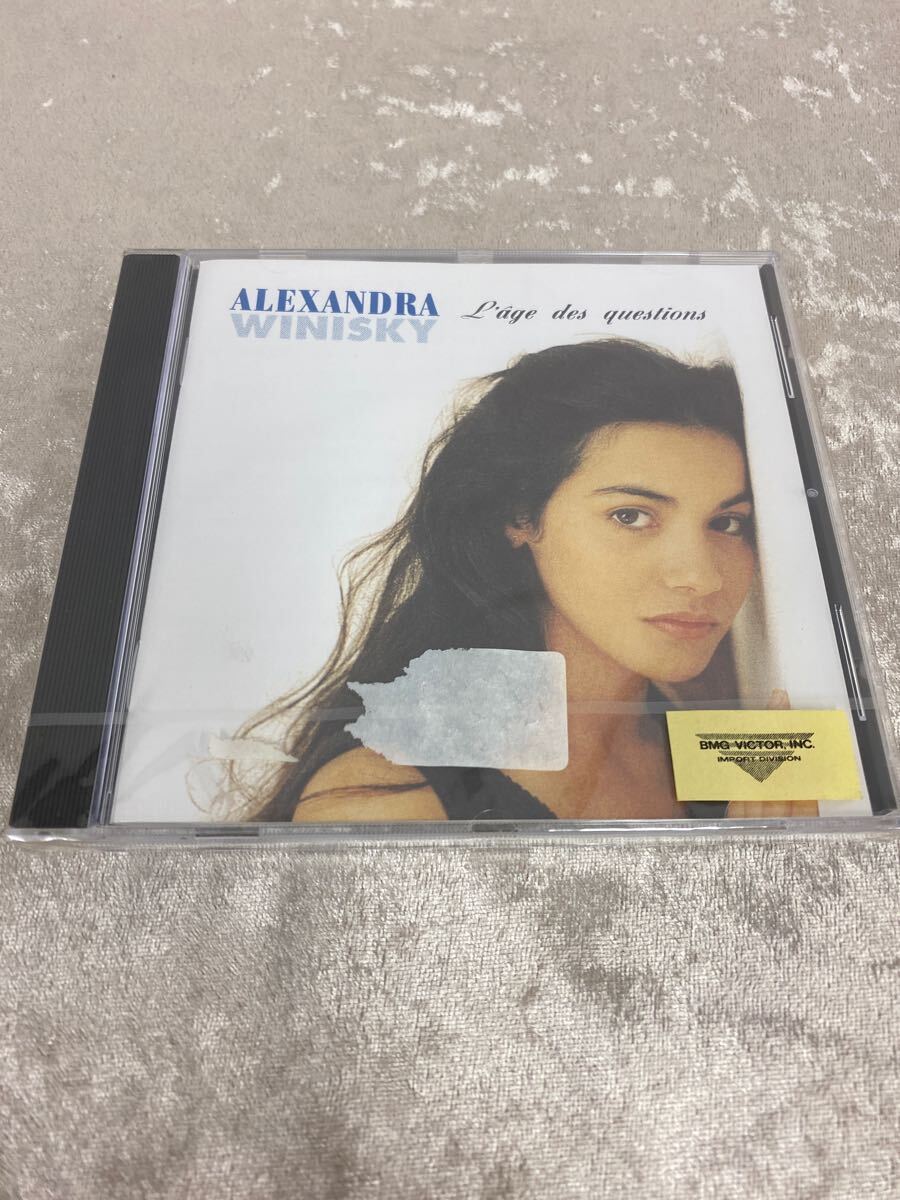 ALEXANDRA
WINISKY
L'âge des questions
BMG VICTOR, INC.
IMPORT DIVISION